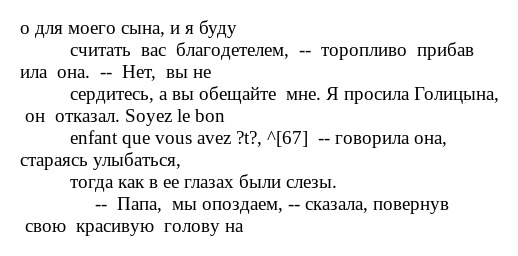 о для моего сына, и я буду
считать  вас  благодетелем,  --  торопливо  прибав
ила  она.  --  Нет,  вы не
сердитесь, а вы обещайте  мне. Я просила Голицына,
он  отказал. Soyez le bon
enfant que vous avez ?t?, ^[67]  -- говорила она,
стараясь улыбаться,
тогда как в ее глазах были слезы.
--  Папа,  мы опоздаем, -- сказала, повернув
свою  красивую  голову на